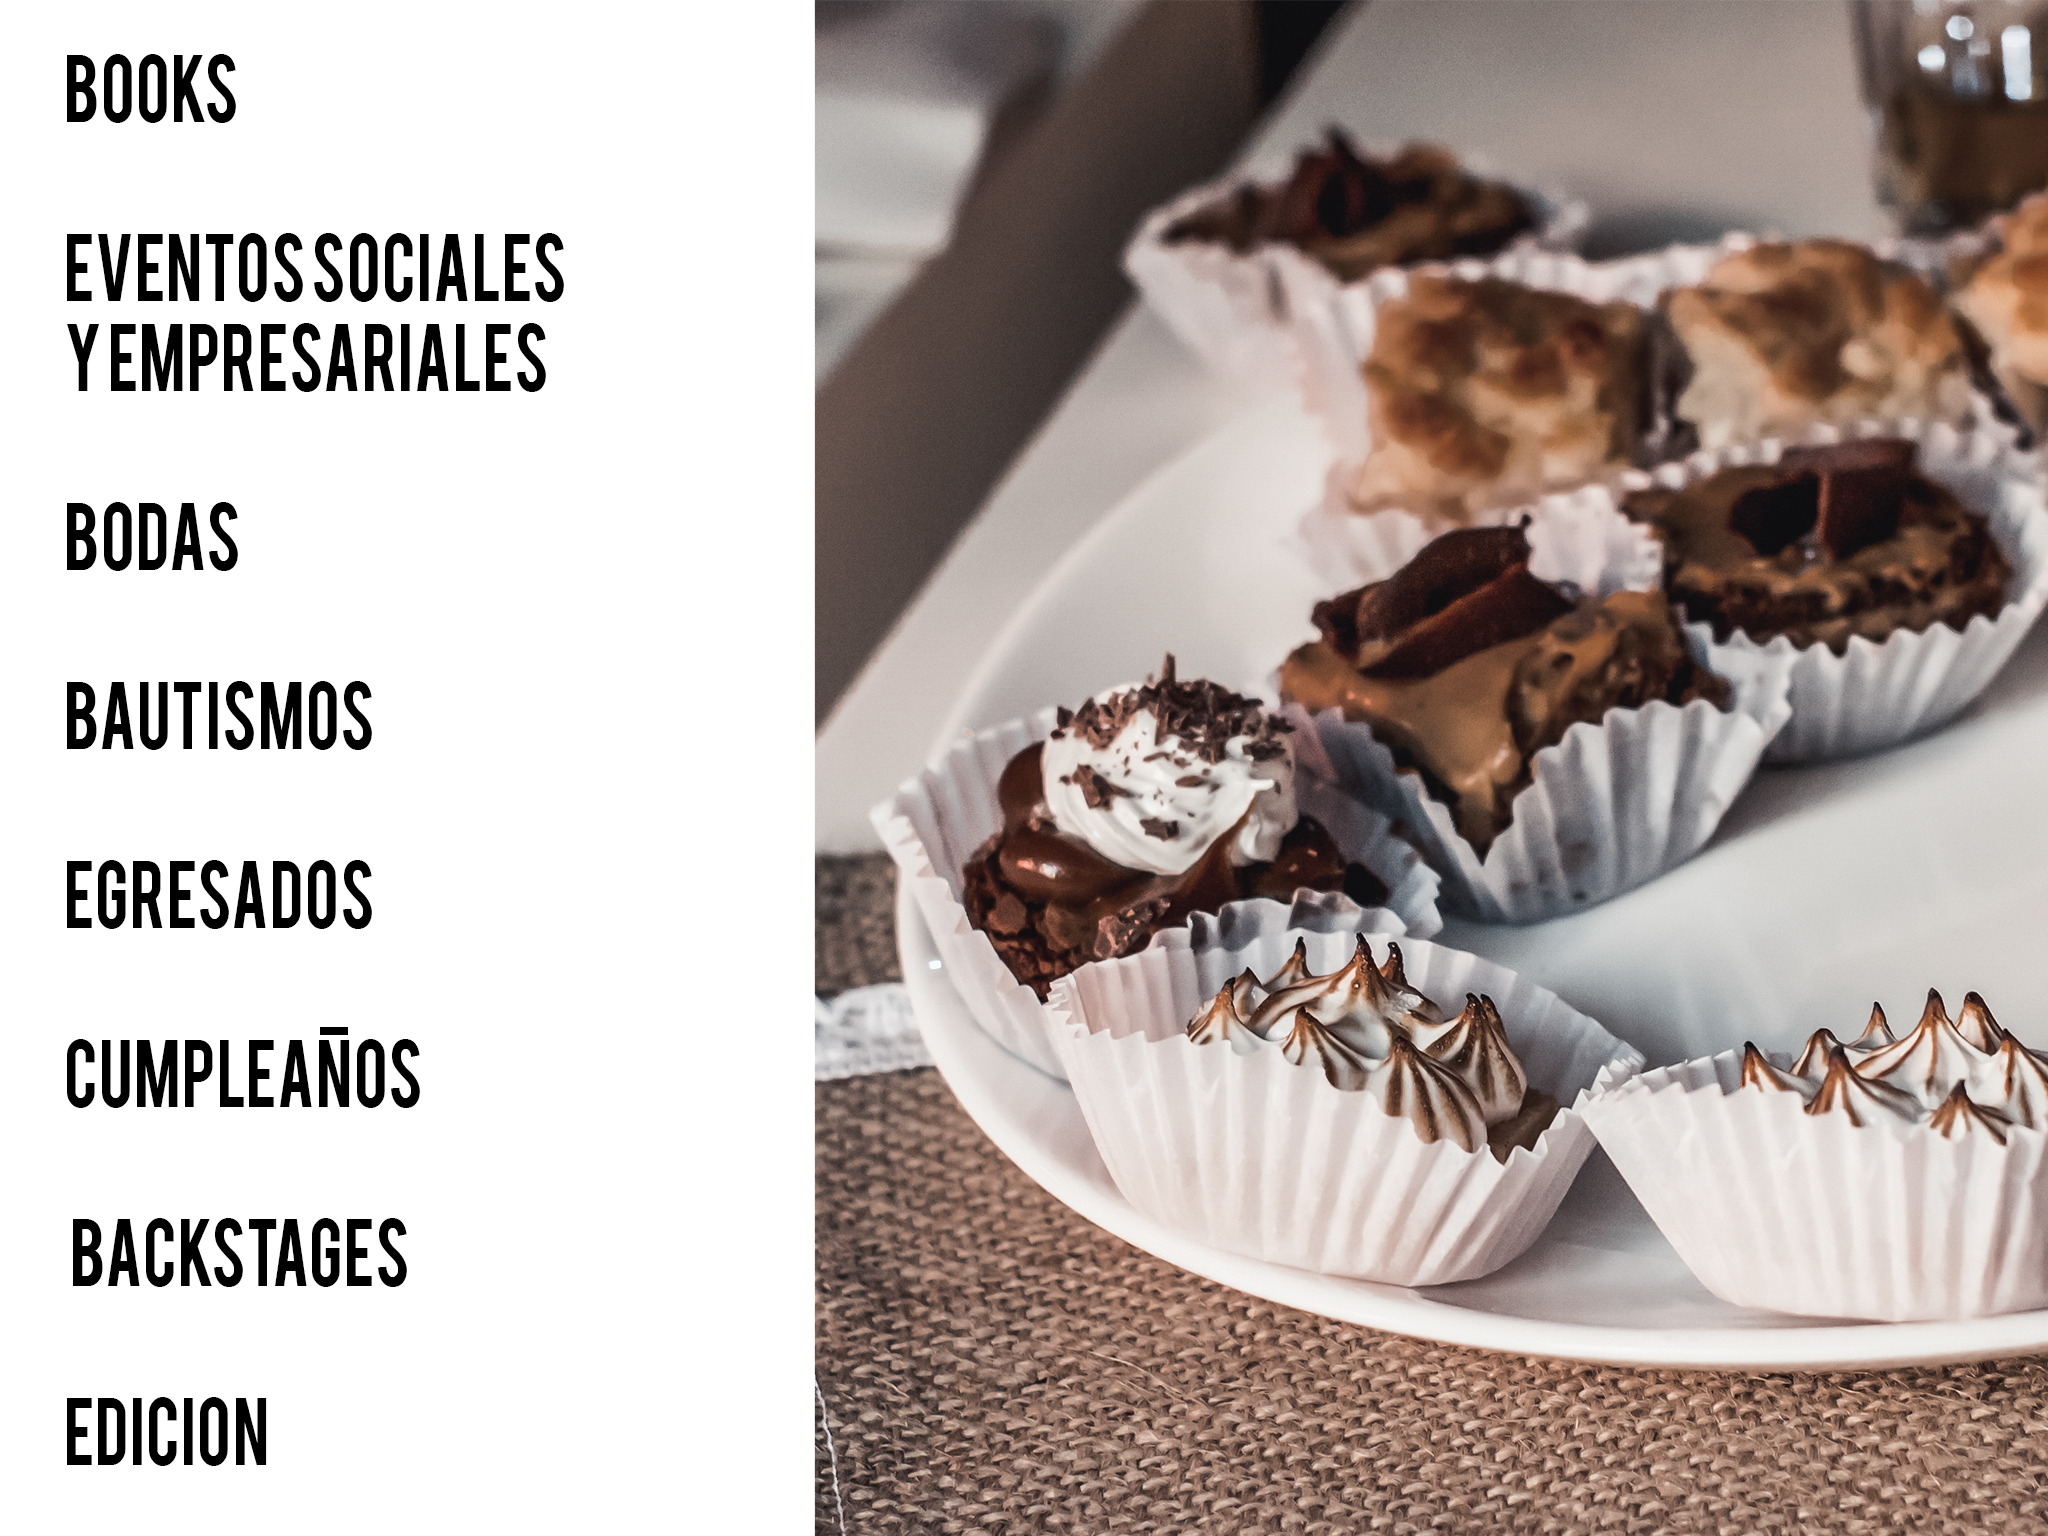 BOOKS
EVENTOS SOCIALES
Y EMPRESARIALES
BODAS
BAUTISMOS
EGRESADOS
CUMPLEAÑOS
BACKSTAGES
EDICION